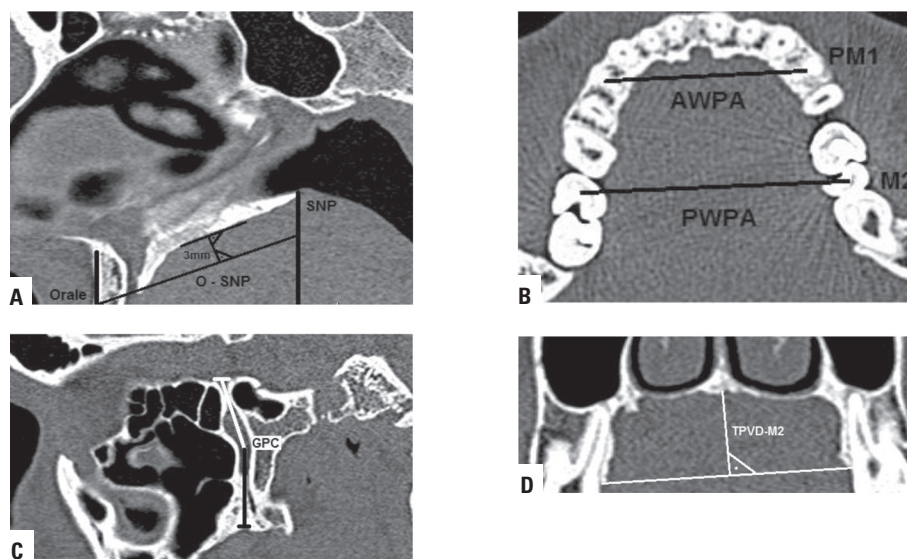 SNP
3mm
O - SNP
Orale
A
PM1
AWPA
M2
PWPA
B
GPC
C
TPVD-M2
D